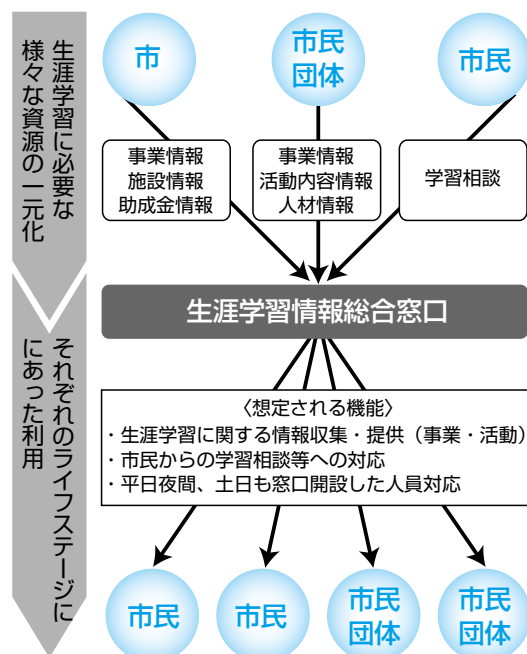 生涯学習に必要な
様々な資源の一元化
市
市民
団体
市民
事業情報
施設情報
助成金情報
事業情報
活動内容情報
人材情報
学習相談
生涯学習情報総合窓口
それぞれのライフステージに
にあった利用
〈想定される機能〉
・生涯学習に関する情報収集・提供（事業・活動）
・市民からの学習相談等への対応
・平日夜間、土日も窓口開設した人員対応
市民
市民
市民
団体
市民
団体